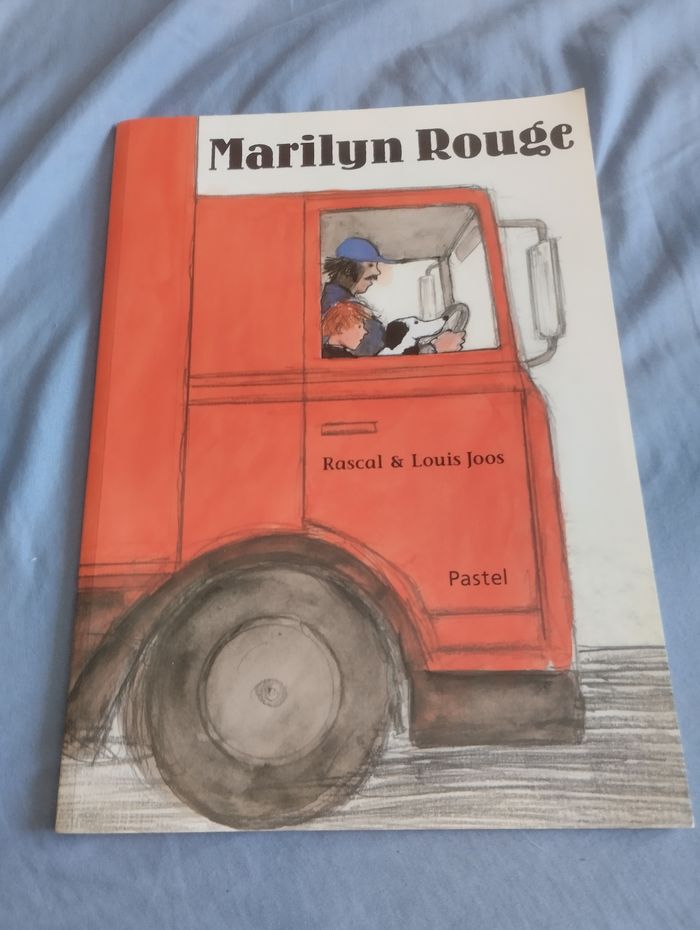 Marilyn Rouge
Rascal & Louis Joos
Pastel